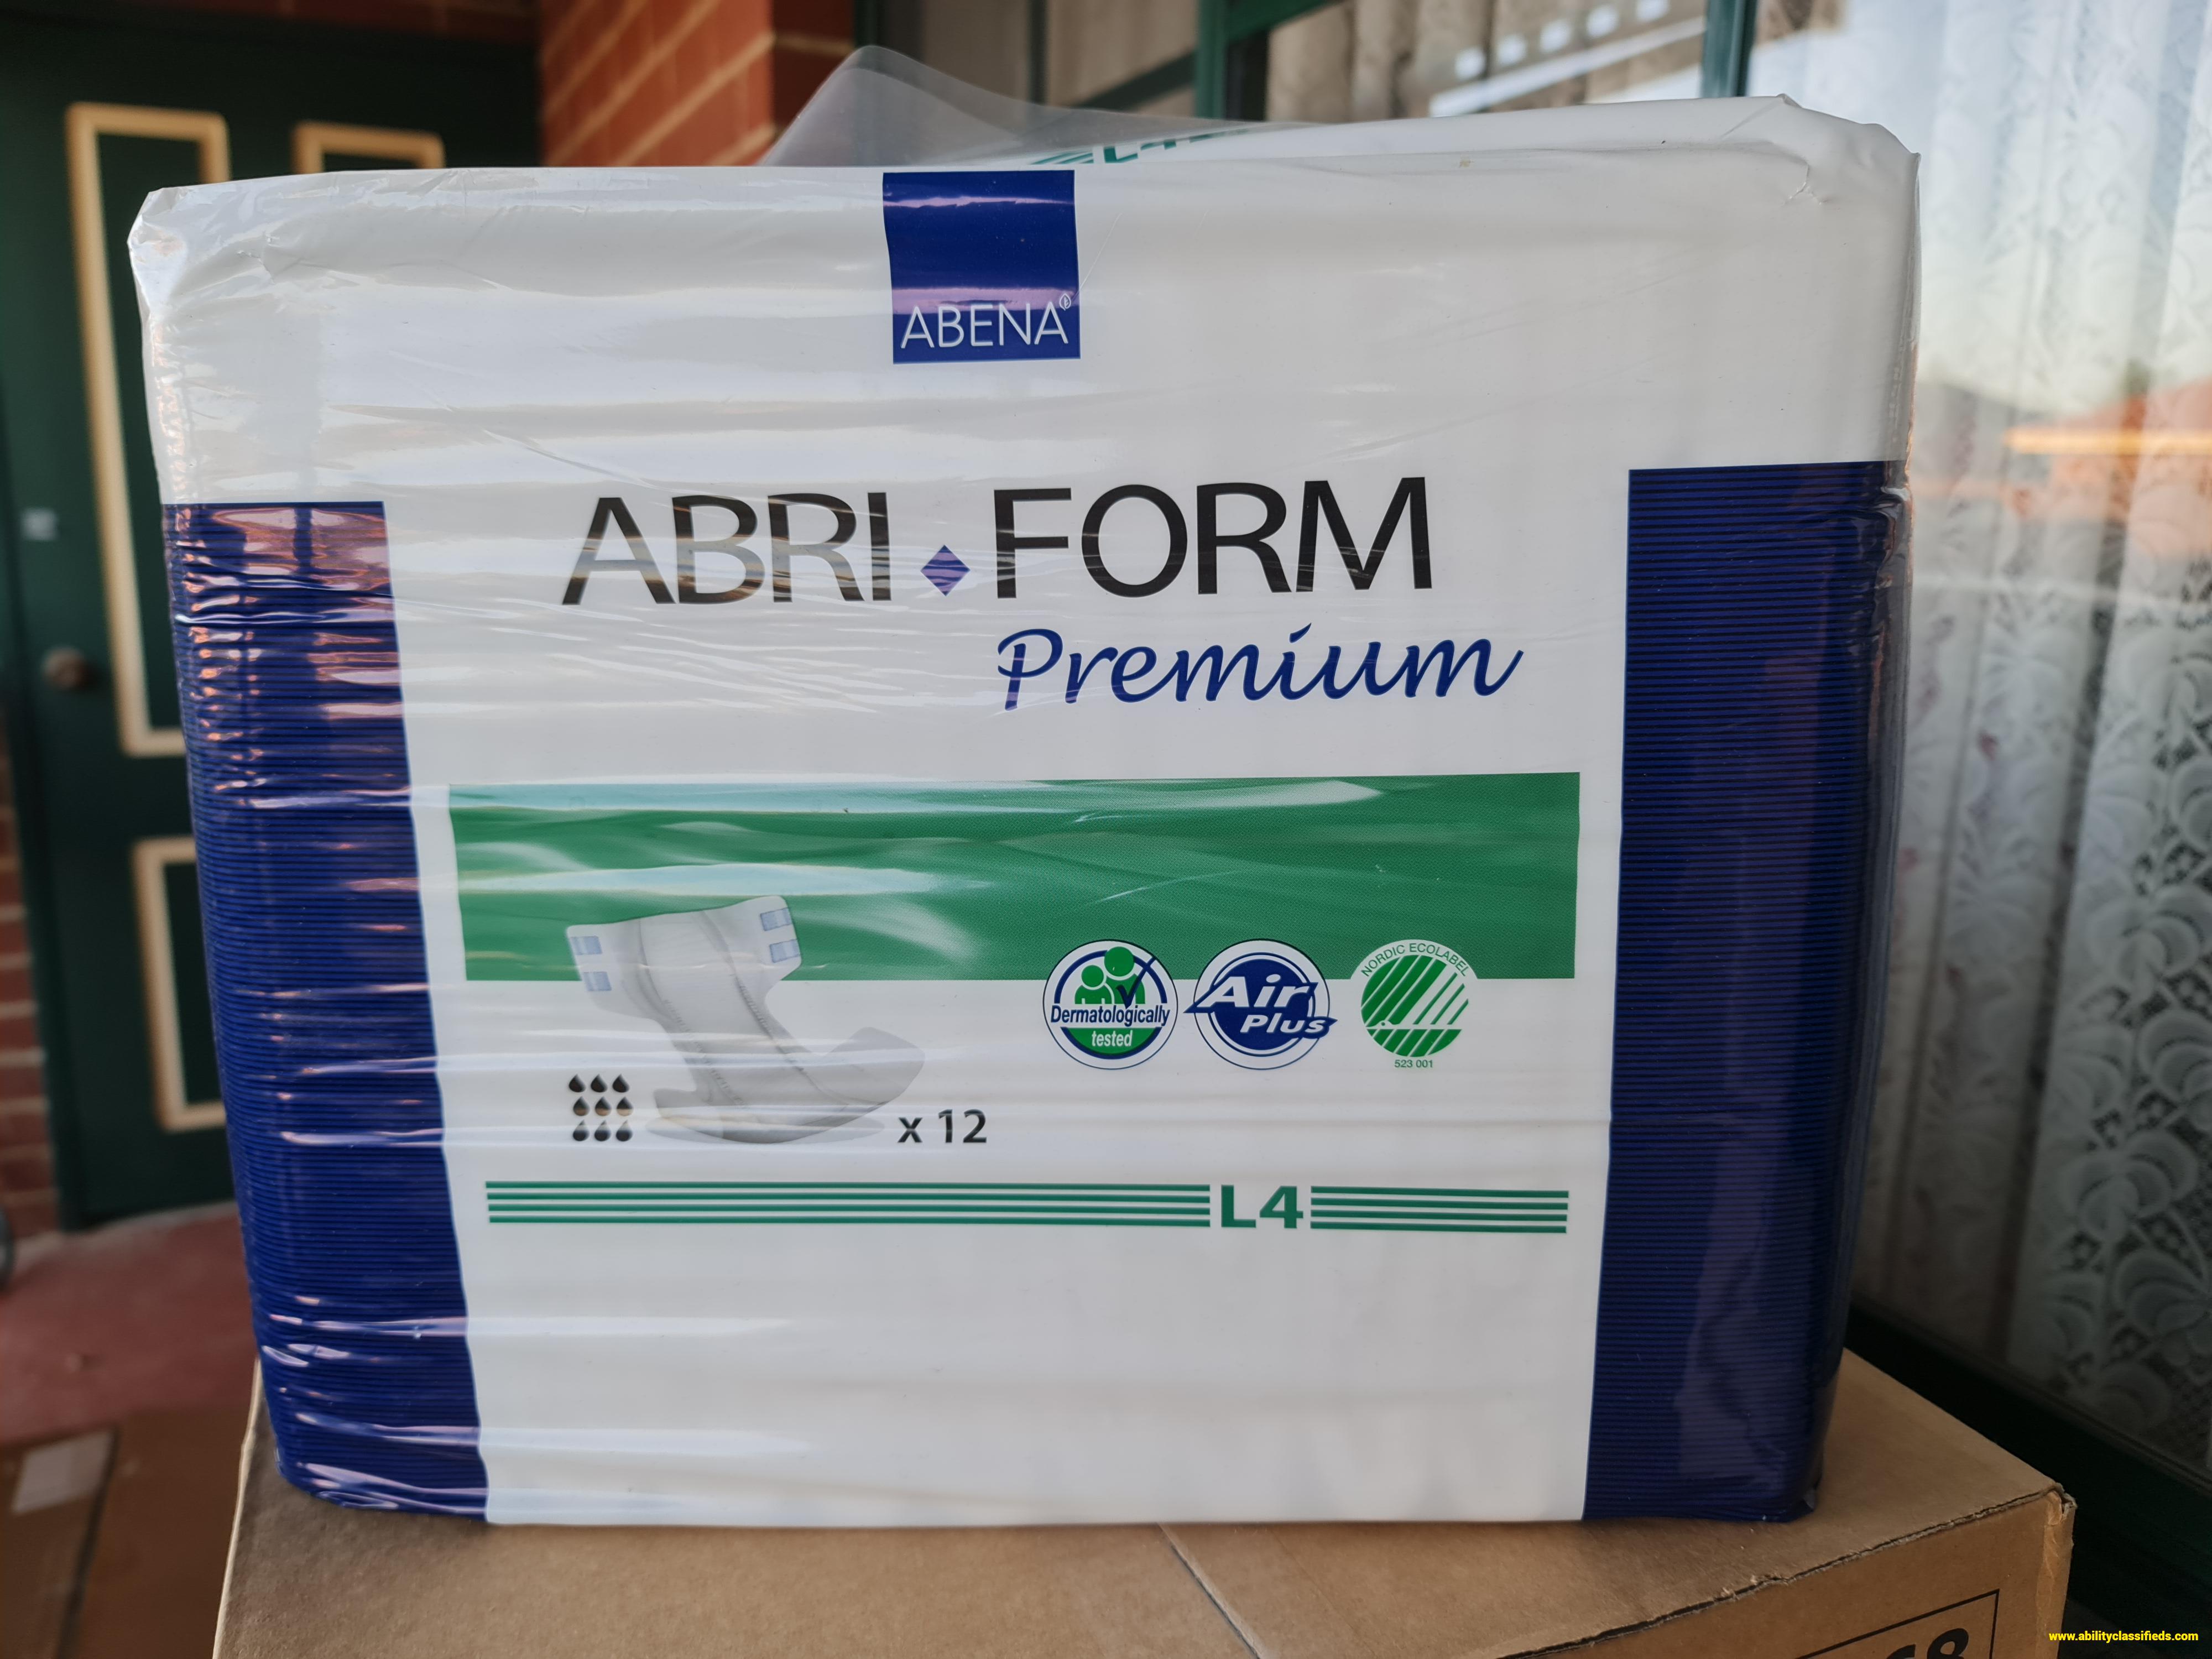 L4
ABENA
ABRI FORM
Premium
NORDIC ECOLABEL
Dermatologically
tested
Air
Plus
523 001
x 12
L4
www.abilityclassifieds.com